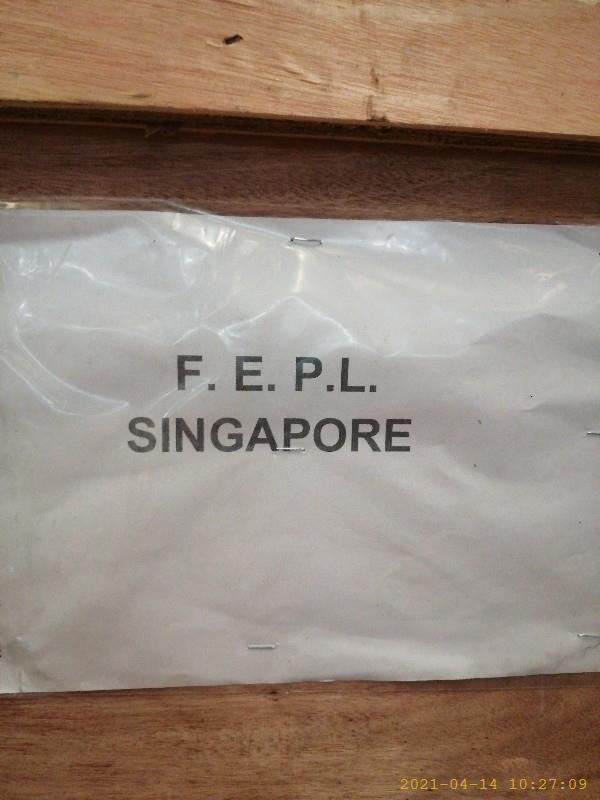 F. E. P.L.
SINGAPORE
2021-04-14 10:27:09